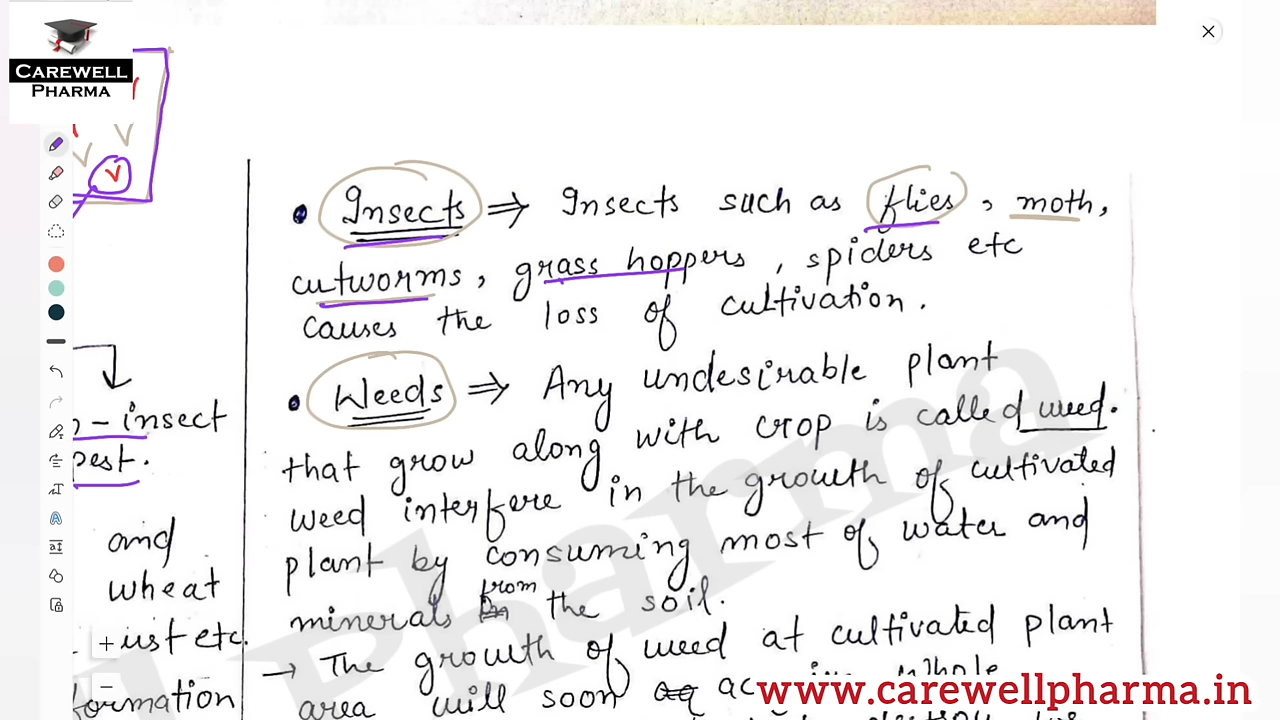 CAREWELL
PHARMA
v
v
v
• Insects ⇒ Insects such as flies, moth,
cutworms, grass hoppers, spiders etc
causes the loss of cultivation.
• Weeds ⇒ Any undesirable plant
that grow along with crop is called weed.
weed interfere in the growth of cultivated
plant by consuming most of water and
minerals from the soil.
→ The growth of weed at cultivated plant
area will soon
- insect
pest.
and
wheat
ust etc.
formation
Pharma
www.carewellpharma.in